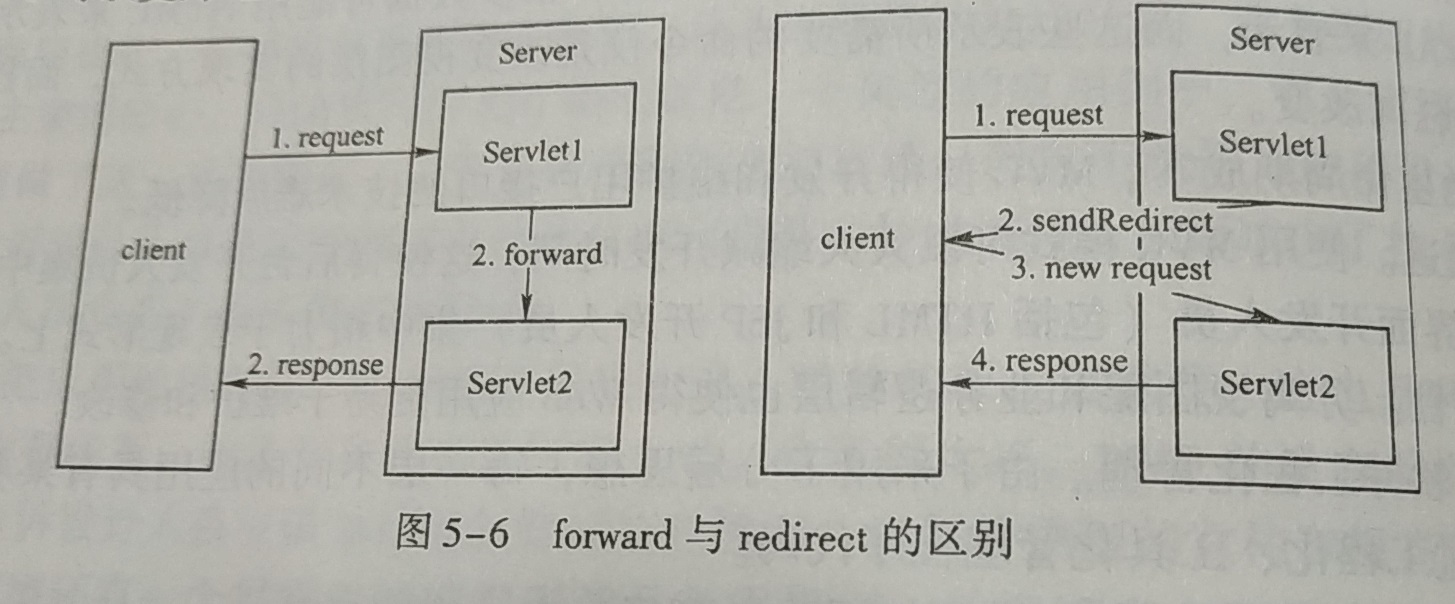 Server
1. request
Servlet1
client
2. forward
2. response
Servlet2
Server
1. request
Servlet1
client
2. sendRedirect
3. new request
4. response
Servlet2
图 5-6 forward 与 redirect 的区别